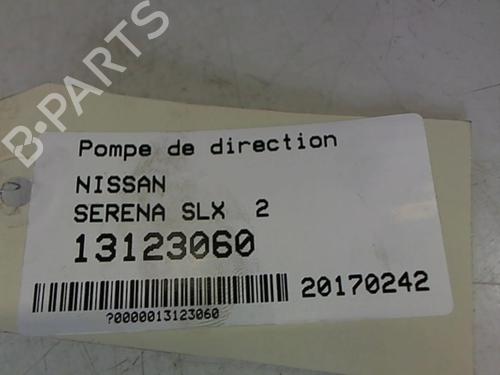 B-PARTS
Pompe de direction
NISSAN
SERENA SLX 2
13123060
20170242
?0000013123060